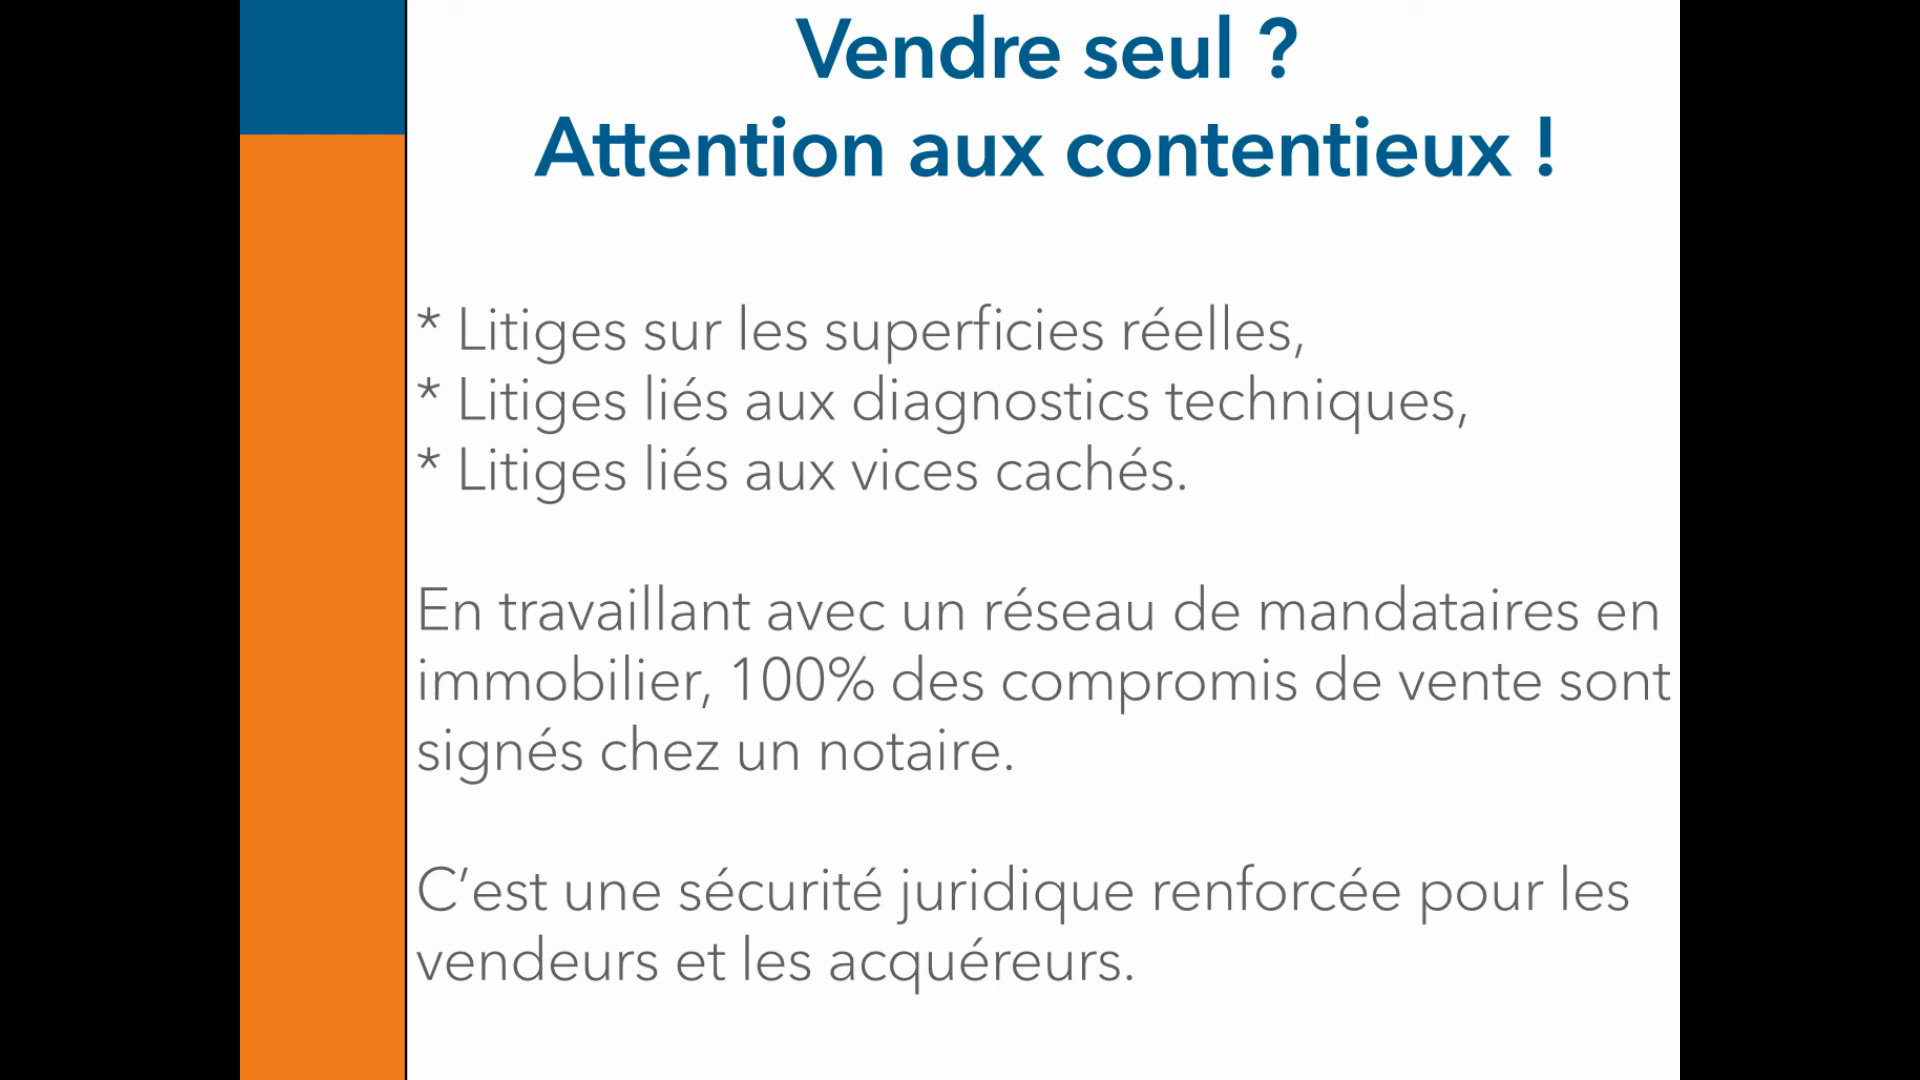 Vendre seul ?
Attention aux contentieux !
* Litiges sur les superficies réelles,
* Litiges liés aux diagnostics techniques,
* Litiges liés aux vices cachés.
En travaillant avec un réseau de mandataires en
immobilier, 100% des compromis de vente sont
signés chez un notaire.
C’est une sécurité juridique renforcée pour les
vendeurs et les acquéreurs.